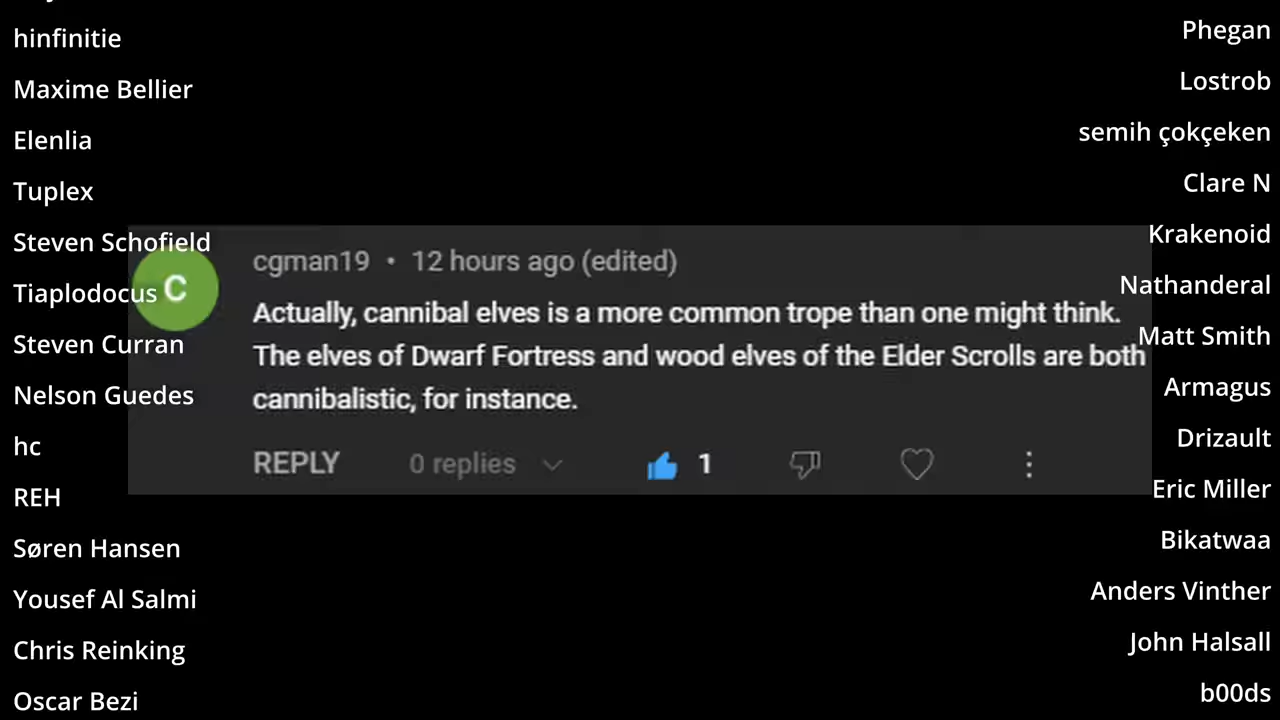 hinfinitie
Maxime Bellier
Elenlia
Tuplex
Steven Schofield
Tiaplodocus
Steven Curran
Nelson Guedes
hc
REH
Søren Hansen
Yousef Al Salmi
Chris Reinking
Oscar Bezi
C
cgman19 • 12 hours ago (edited)
Actually, cannibal elves is a more common trope than one might think.
The elves of Dwarf Fortress and wood elves of the Elder Scrolls are both
cannibalistic, for instance.
REPLY 0 replies 1
Phegan
Lostrob
semih çokçeken
Clare N
Krakenoid
Nathanderal
Matt Smith
Armagus
Drizault
Eric Miller
Bikatwaa
Anders Vinther
John Halsall
b00ds